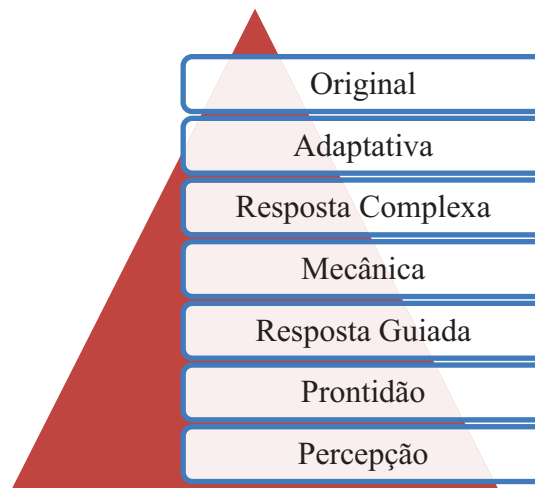 Original
Adaptativa
Resposta Complexa
Mecânica
Resposta Guiada
Prontidão
Percepção